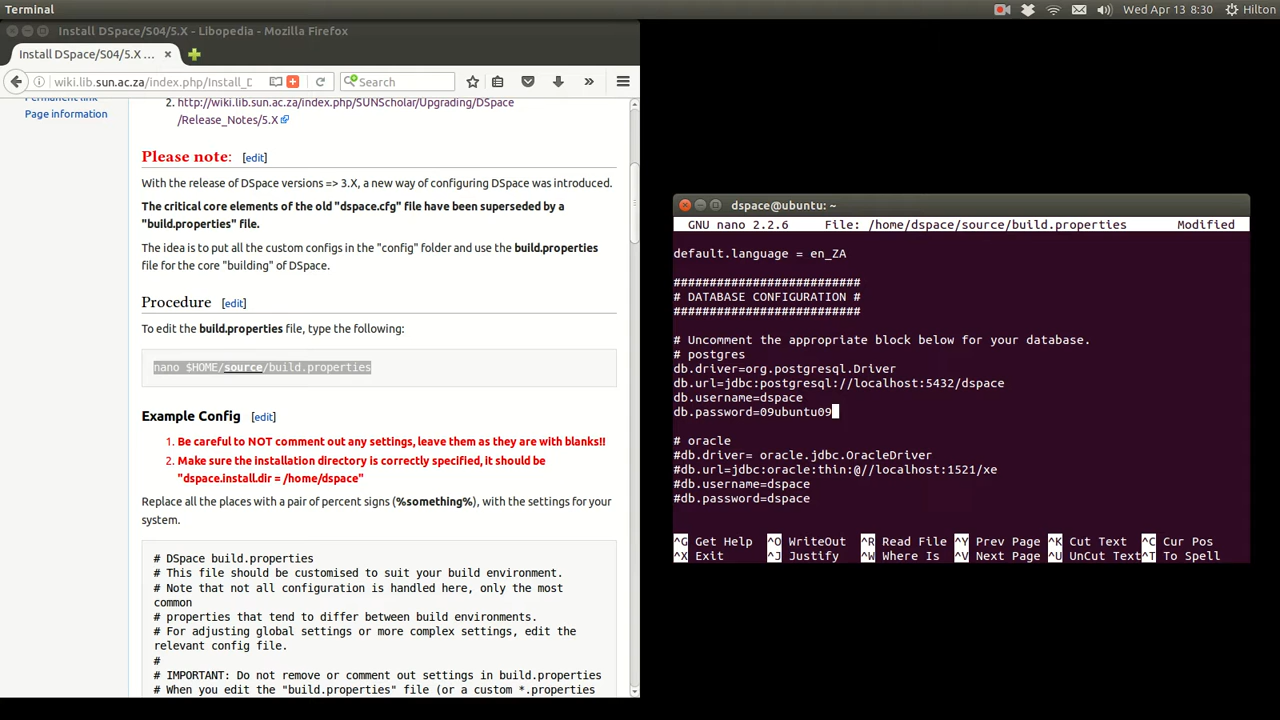 Terminal
Wed Apr 13 8:30 Hilton
Install DSpace/S04/5.X - Libopedia - Mozilla Firefox
Install DSpace/S04/5.X ...
wiki.lib.sun.ac.za/index.php/Install_D
Search
Permanent link
Page information
2. http://wiki.lib.sun.ac.za/index.php/SUNScholar/Upgrading/DSpace
/Release_Notes/5.X
Please note: [edit]
With the release of DSpace versions => 3.X, a new way of configuring DSpace was introduced.
The critical core elements of the old "dspace.cfg" file have been superseded by a
"build.properties" file.
The idea is to put all the custom configs in the "config" folder and use the build.properties
file for the core "building" of DSpace.
Procedure [edit]
To edit the build.properties file, type the following:
nano $HOME/source/build.properties
Example Config [edit]
1. Be careful to NOT comment out any settings, leave them as they are with blanks!!
2. Make sure the installation directory is correctly specified, it should be
"dspace.install.dir = /home/dspace"
Replace all the places with a pair of percent signs (%something%), with the settings for your
system.
# DSpace build.properties
# This file should be customised to suit your build environment.
# Note that not all configuration is handled here, only the most
common
# properties that tend to differ between build environments.
# For adjusting global settings or more complex settings, edit the
relevant config file.
#
# IMPORTANT: Do not remove or comment out settings in build.properties
# When you edit the "build.properties" file (or a custom *.properties
dspace@ubuntu: ~
GNU nano 2.2.6 File: /home/dspace/source/build.properties Modified
default.language = en_ZA
##########################
# DATABASE CONFIGURATION #
##########################
# Uncomment the appropriate block below for your database.
# postgres
db.driver=org.postgresql.Driver
db.url=jdbc:postgresql://localhost:5432/dspace
db.username=dspace
db.password=09ubuntu09
# oracle
#db.driver= oracle.jdbc.OracleDriver
#db.url=jdbc:oracle:thin:@//localhost:1521/xe
#db.username=dspace
#db.password=dspace
^G Get Help ^O WriteOut ^R Read File ^Y Prev Page ^K Cut Text ^C Cur Pos
^X Exit ^J Justify ^W Where Is ^V Next Page ^U UnCut Text ^T To Spell